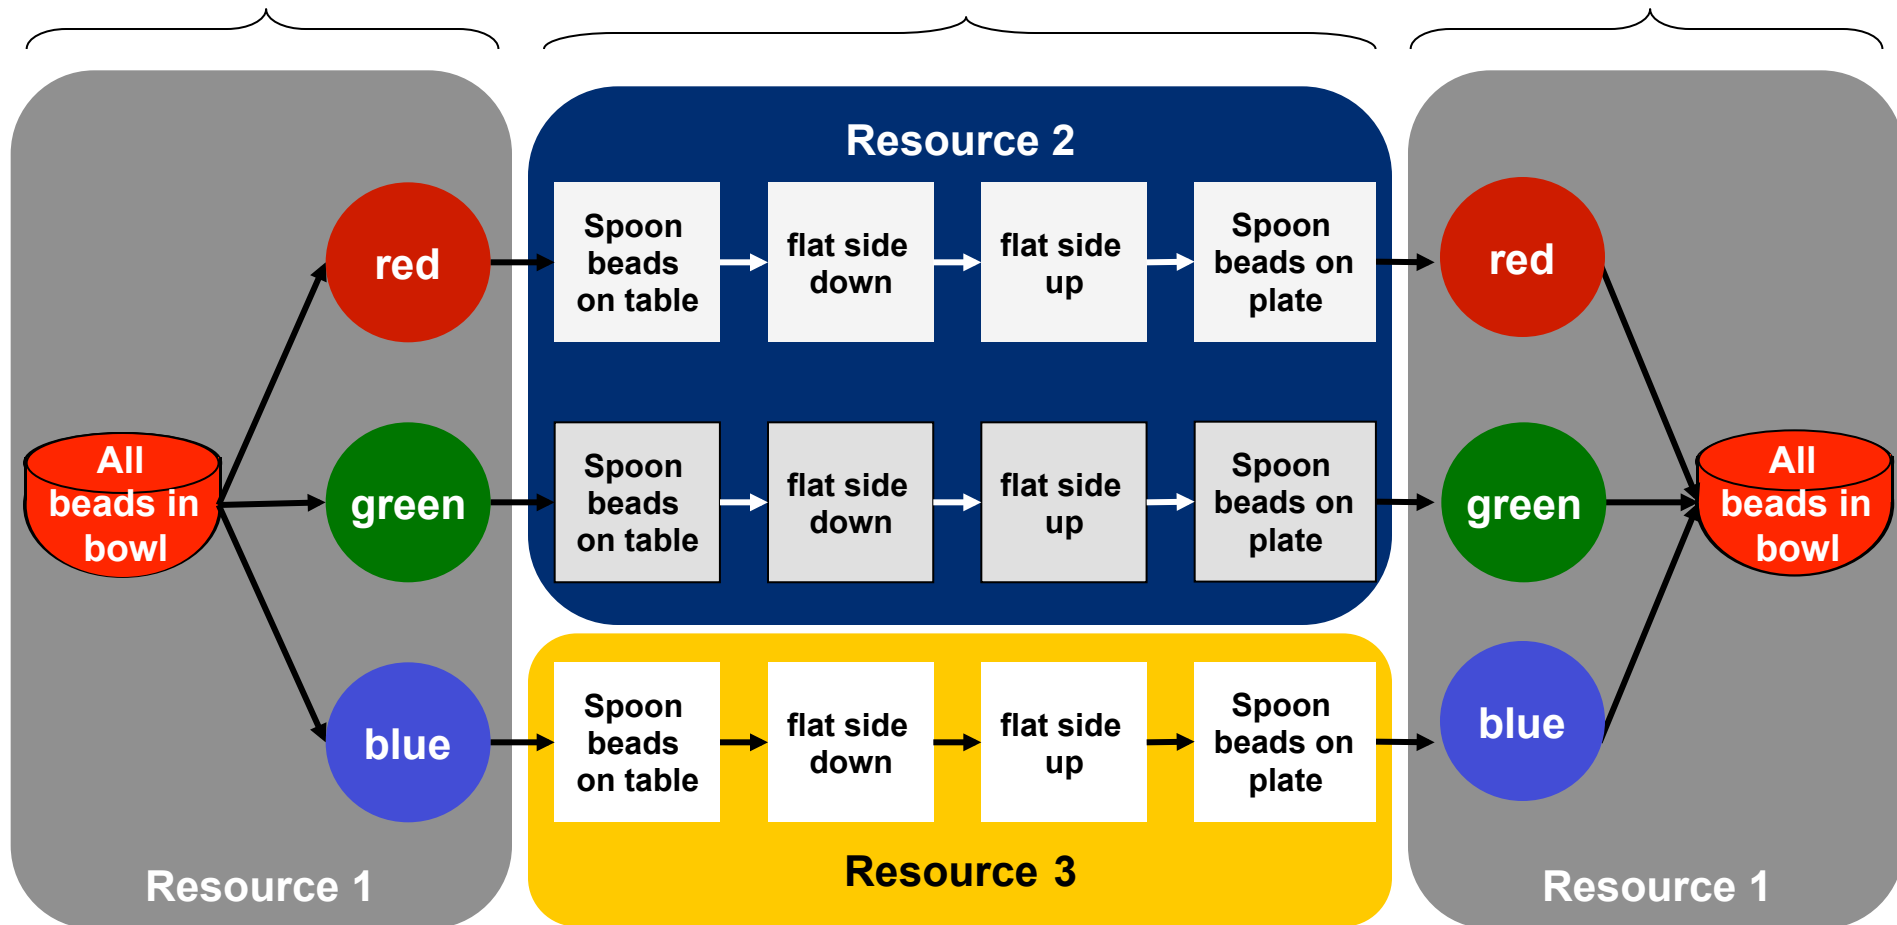 Resource 2
red
Spoon
beads
on table
flat side
down
flat side
up
Spoon
beads on
plate
red
All
beads in
bowl
green
Spoon
beads
on table
flat side
down
flat side
up
Spoon
beads on
plate
green
All
beads in
bowl
blue
Spoon
beads
on table
flat side
down
flat side
up
Spoon
beads on
plate
blue
Resource 1
Resource 3
Resource 1